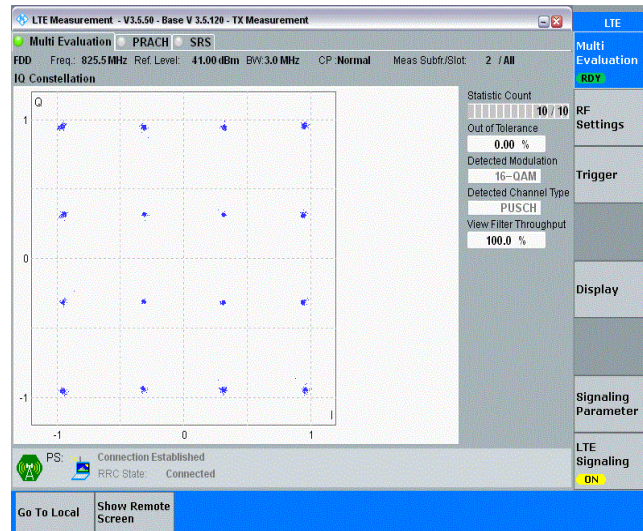 LTE Measurement - V3.5.50 - Base V 3.5.120 - TX Measurement
LTE
Multi Evaluation PRACH SRS
Multi
Evaluation
RDY
FDD Freq.: 825.5 MHz Ref. Level: 41.00 dBm BW: 3.0 MHz CP :Normal Meas Subfr./Slot: 2 / All
IQ Constellation
Q
1
0
-1
-1 0 1
I
Statistic Count
10 / 10
Out of Tolerance
0.00 %
Detected Modulation
16-QAM
Detected Channel Type
PUSCH
View Filter Throughput
100.0 %
RF
Settings
Trigger
Display
Signaling
Parameter
LTE
Signaling
ON
PS: Connection Established
RRC State: Connected
Go To Local
Show Remote
Screen